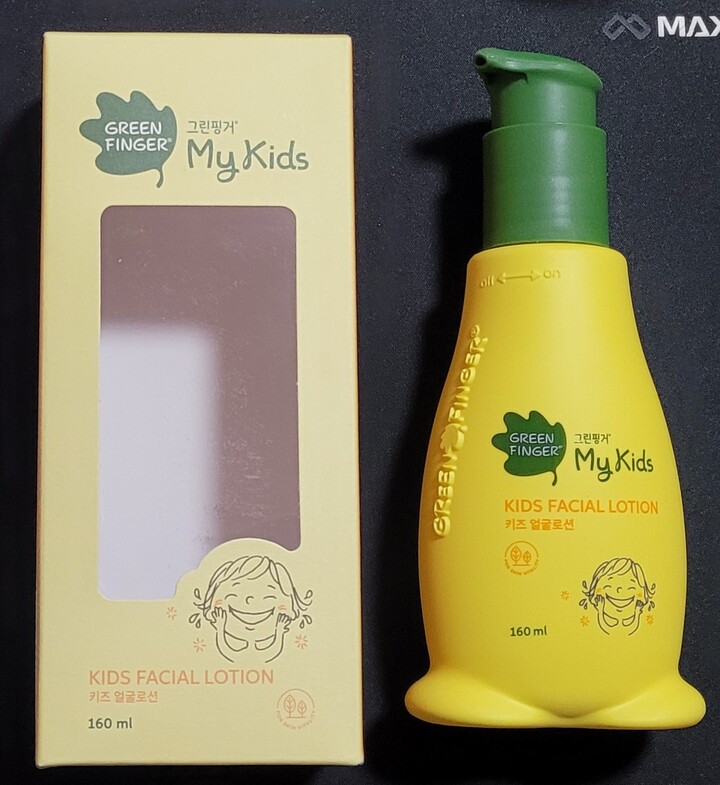 MAX
GREEN
FINGER
그린핑거
My Kids
KIDS FACIAL LOTION
키즈 얼굴로션
160 ml
off on
GREEN FINGER
GREEN
FINGER
그린핑거
My Kids
KIDS FACIAL LOTION
키즈 얼굴로션
160 ml